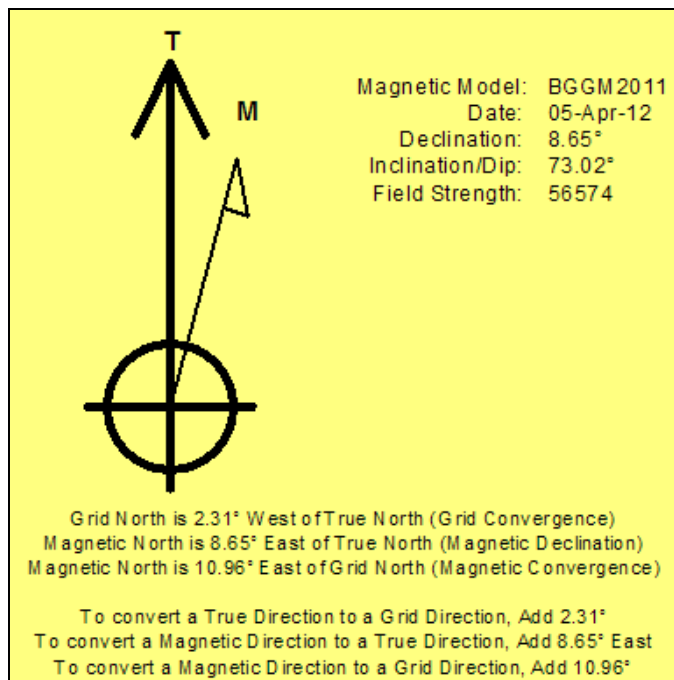 T
M
Magnetic Model: BGGM2011
Date: 05-Apr-12
Declination: 8.65°
Inclination/Dip: 73.02°
Field Strength: 56574
Grid North is 2.31° West of True North (Grid Convergence)
Magnetic North is 8.65° East of True North (Magnetic Declination)
Magnetic North is 10.96° East of Grid North (Magnetic Convergence)
To convert a True Direction to a Grid Direction, Add 2.31°
To convert a Magnetic Direction to a True Direction, Add 8.65° East
To convert a Magnetic Direction to a Grid Direction, Add 10.96°